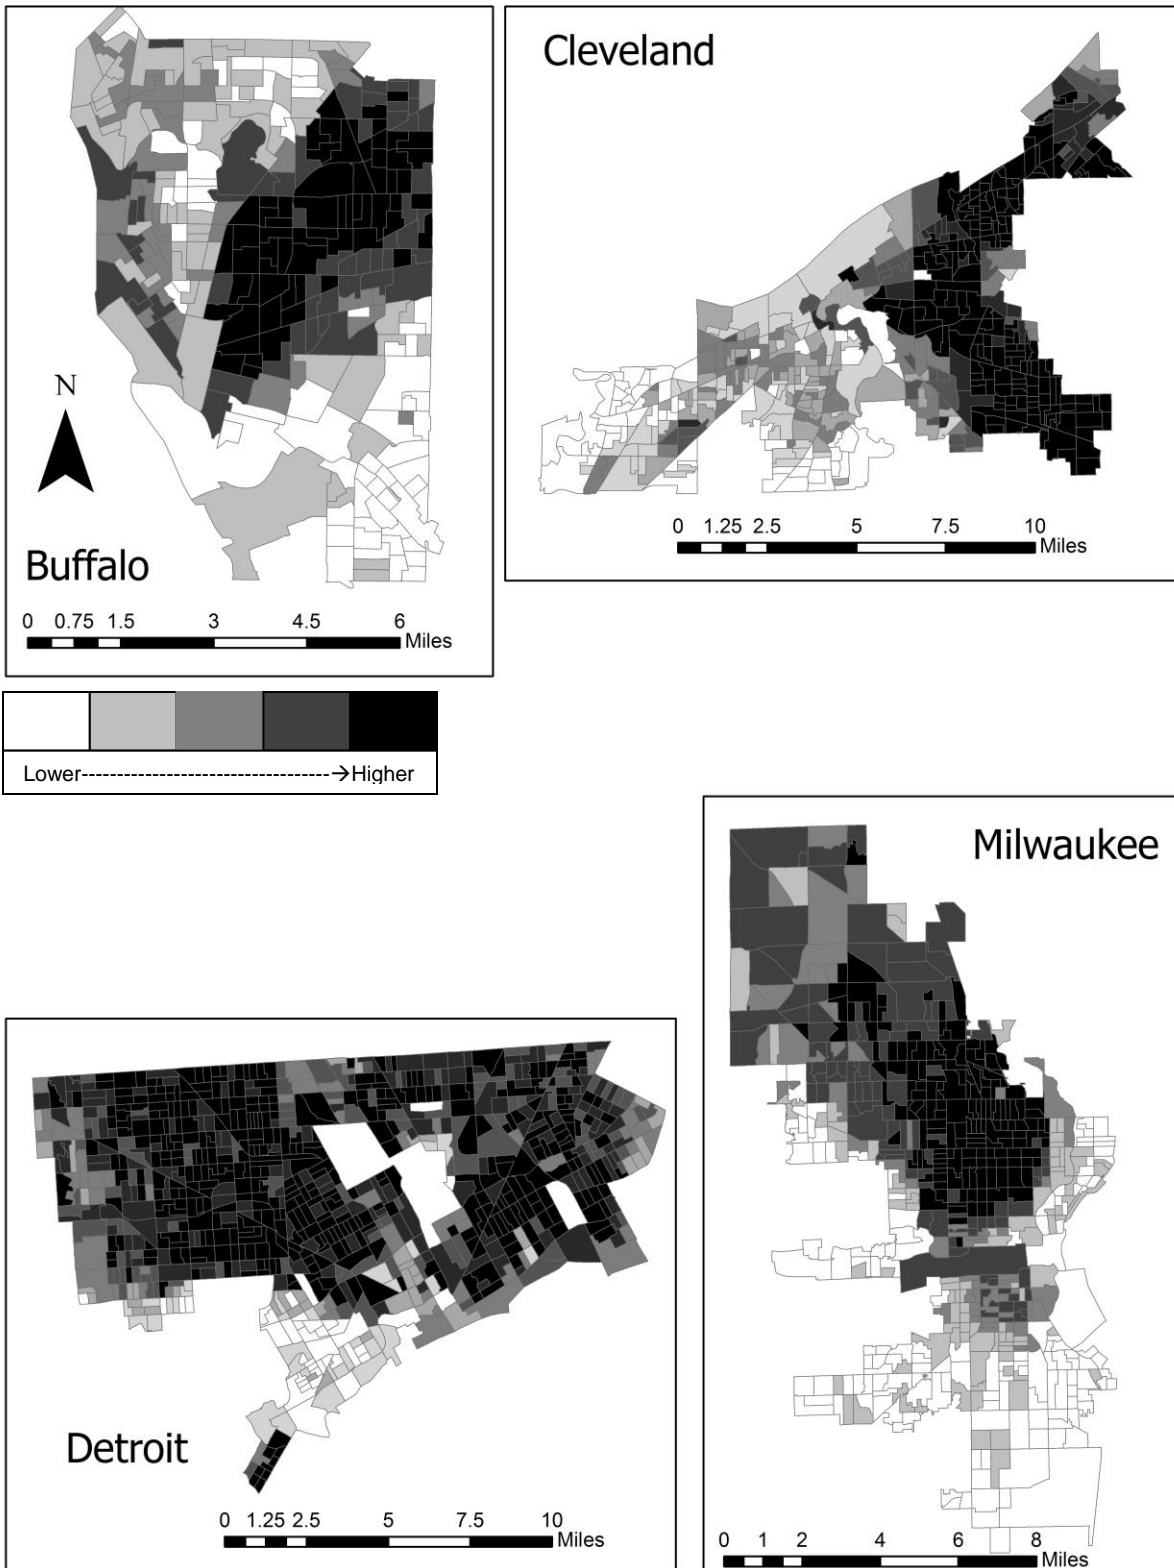 Cleveland
N
Buffalo
0 0.75 1.5 3 4.5 6
Miles
0 1.25 2.5 5 7.5 10
Miles
Lower-----------------------------------→Higher
Milwaukee
Detroit
0 1.25 2.5 5 7.5 10
Miles
0 1 2 4 6 8
Miles